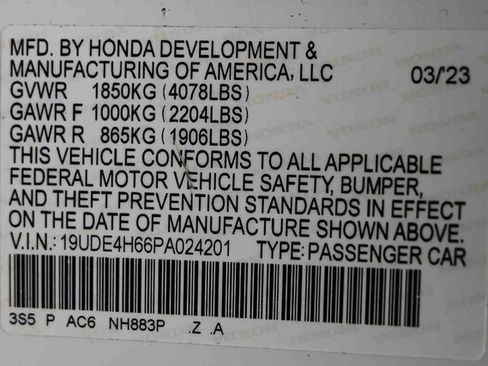 MFD. BY HONDA DEVELOPMENT &
MANUFACTURING OF AMERICA, LLC 03/'23
GVWR 1850KG (4078LBS)
GAWR F 1000KG (2204LBS)
GAWR R 865KG (1906LBS)
THIS VEHICLE CONFORMS TO ALL APPLICABLE
FEDERAL MOTOR VEHICLE SAFETY, BUMPER,
AND THEFT PREVENTION STANDARDS IN EFFECT
ON THE DATE OF MANUFACTURE SHOWN ABOVE.
V.I.N.: 19UDE4H66PA024201 TYPE: PASSENGER CAR
3S5 P AC6 NH883P .Z .A